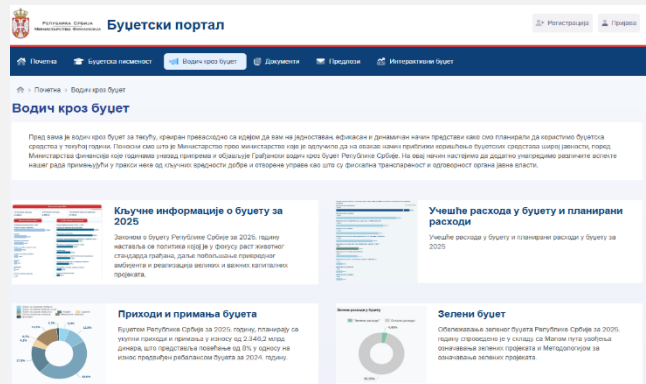 Република Србија
Министарство Финансија
Буџетски портал
Регистрација
Пријава
Почетна
Буџетска писменост
Водич кроз буџет
Документи
Предлози
Интерактивни буџет
Почетна › Водич кроз буџет
Водич кроз буџет
Пред вама је водич кроз буџет за текућу, креиран превасходно са идејом да вам на једноставан, ефикасан и динамичан начин представи како смо планирали да користимо буџетска
средства у текућој години. Поносни смо што је Министарство прво министарство које је одлучило да на овакав начин приближи коришћење буџетских средстава широј јавности, поред
Министарства финансија које годинама уназад припрема и објављује Грађански водич кроз буџет Републике Србије. На овај начин настојимо да додатно унапредимо различите аспекте
нашег рада примењујући у пракси неке од кључних вредности добре и отворене управе као што су фискална транспарентност и одговорност органа јавне власти.
Кључне информације о буџету за
2025
Законом о буџету Републике Србије за 2025. годину
наставља се политика којој је у фокусу раст животног
стандарда грађана, даље побољшање привредног
амбијента и реализација великих и важних капиталних
пројеката.
Учешће расхода у буџету и планирани
расходи
Учешће расхода у буџету и планирани расходи у буџету за
2025
Приходи и примања буџета
Буџетом Републике Србије за 2025. годину, планирају се
укупни приходи и примања у износу од 2.346,2 млрд
динара, што представља повећање од 8% у односу на
износ предвиђен ребалансом буџета за 2024. годину.
Зелени буџет
Обележавање зеленог буџета Републике Србије за 2025.
годину спроведено је у складу са Мапом пута увођења
означавања зелених пројеката и Методологијом за
означавање зелених пројеката.